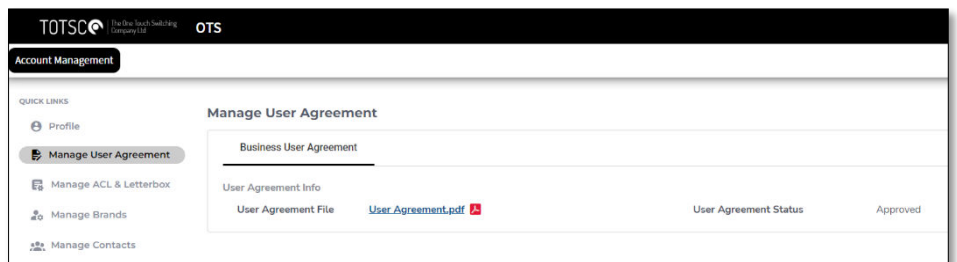 TOTSCO The One Touch Switching Company Ltd OTS
Account Management
QUICK LINKS
Profile
Manage User Agreement
Manage ACL & Letterbox
Manage Brands
Manage Contacts
Manage User Agreement
Business User Agreement
User Agreement Info
User Agreement File User Agreement.pdf User Agreement Status Approved